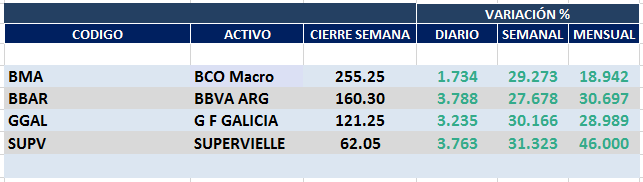 VARIACIÓN %
CODIGO ACTIVO CIERRE SEMANA DIARIO SEMANAL MENSUAL
BMA BCO Macro 255.25 1.734 29.273 18.942
BBAR BBVA ARG 160.30 3.788 27.678 30.697
GGAL G F GALICIA 121.25 3.235 30.166 28.989
SUPV SUPERVIELLE 62.05 3.763 31.323 46.000